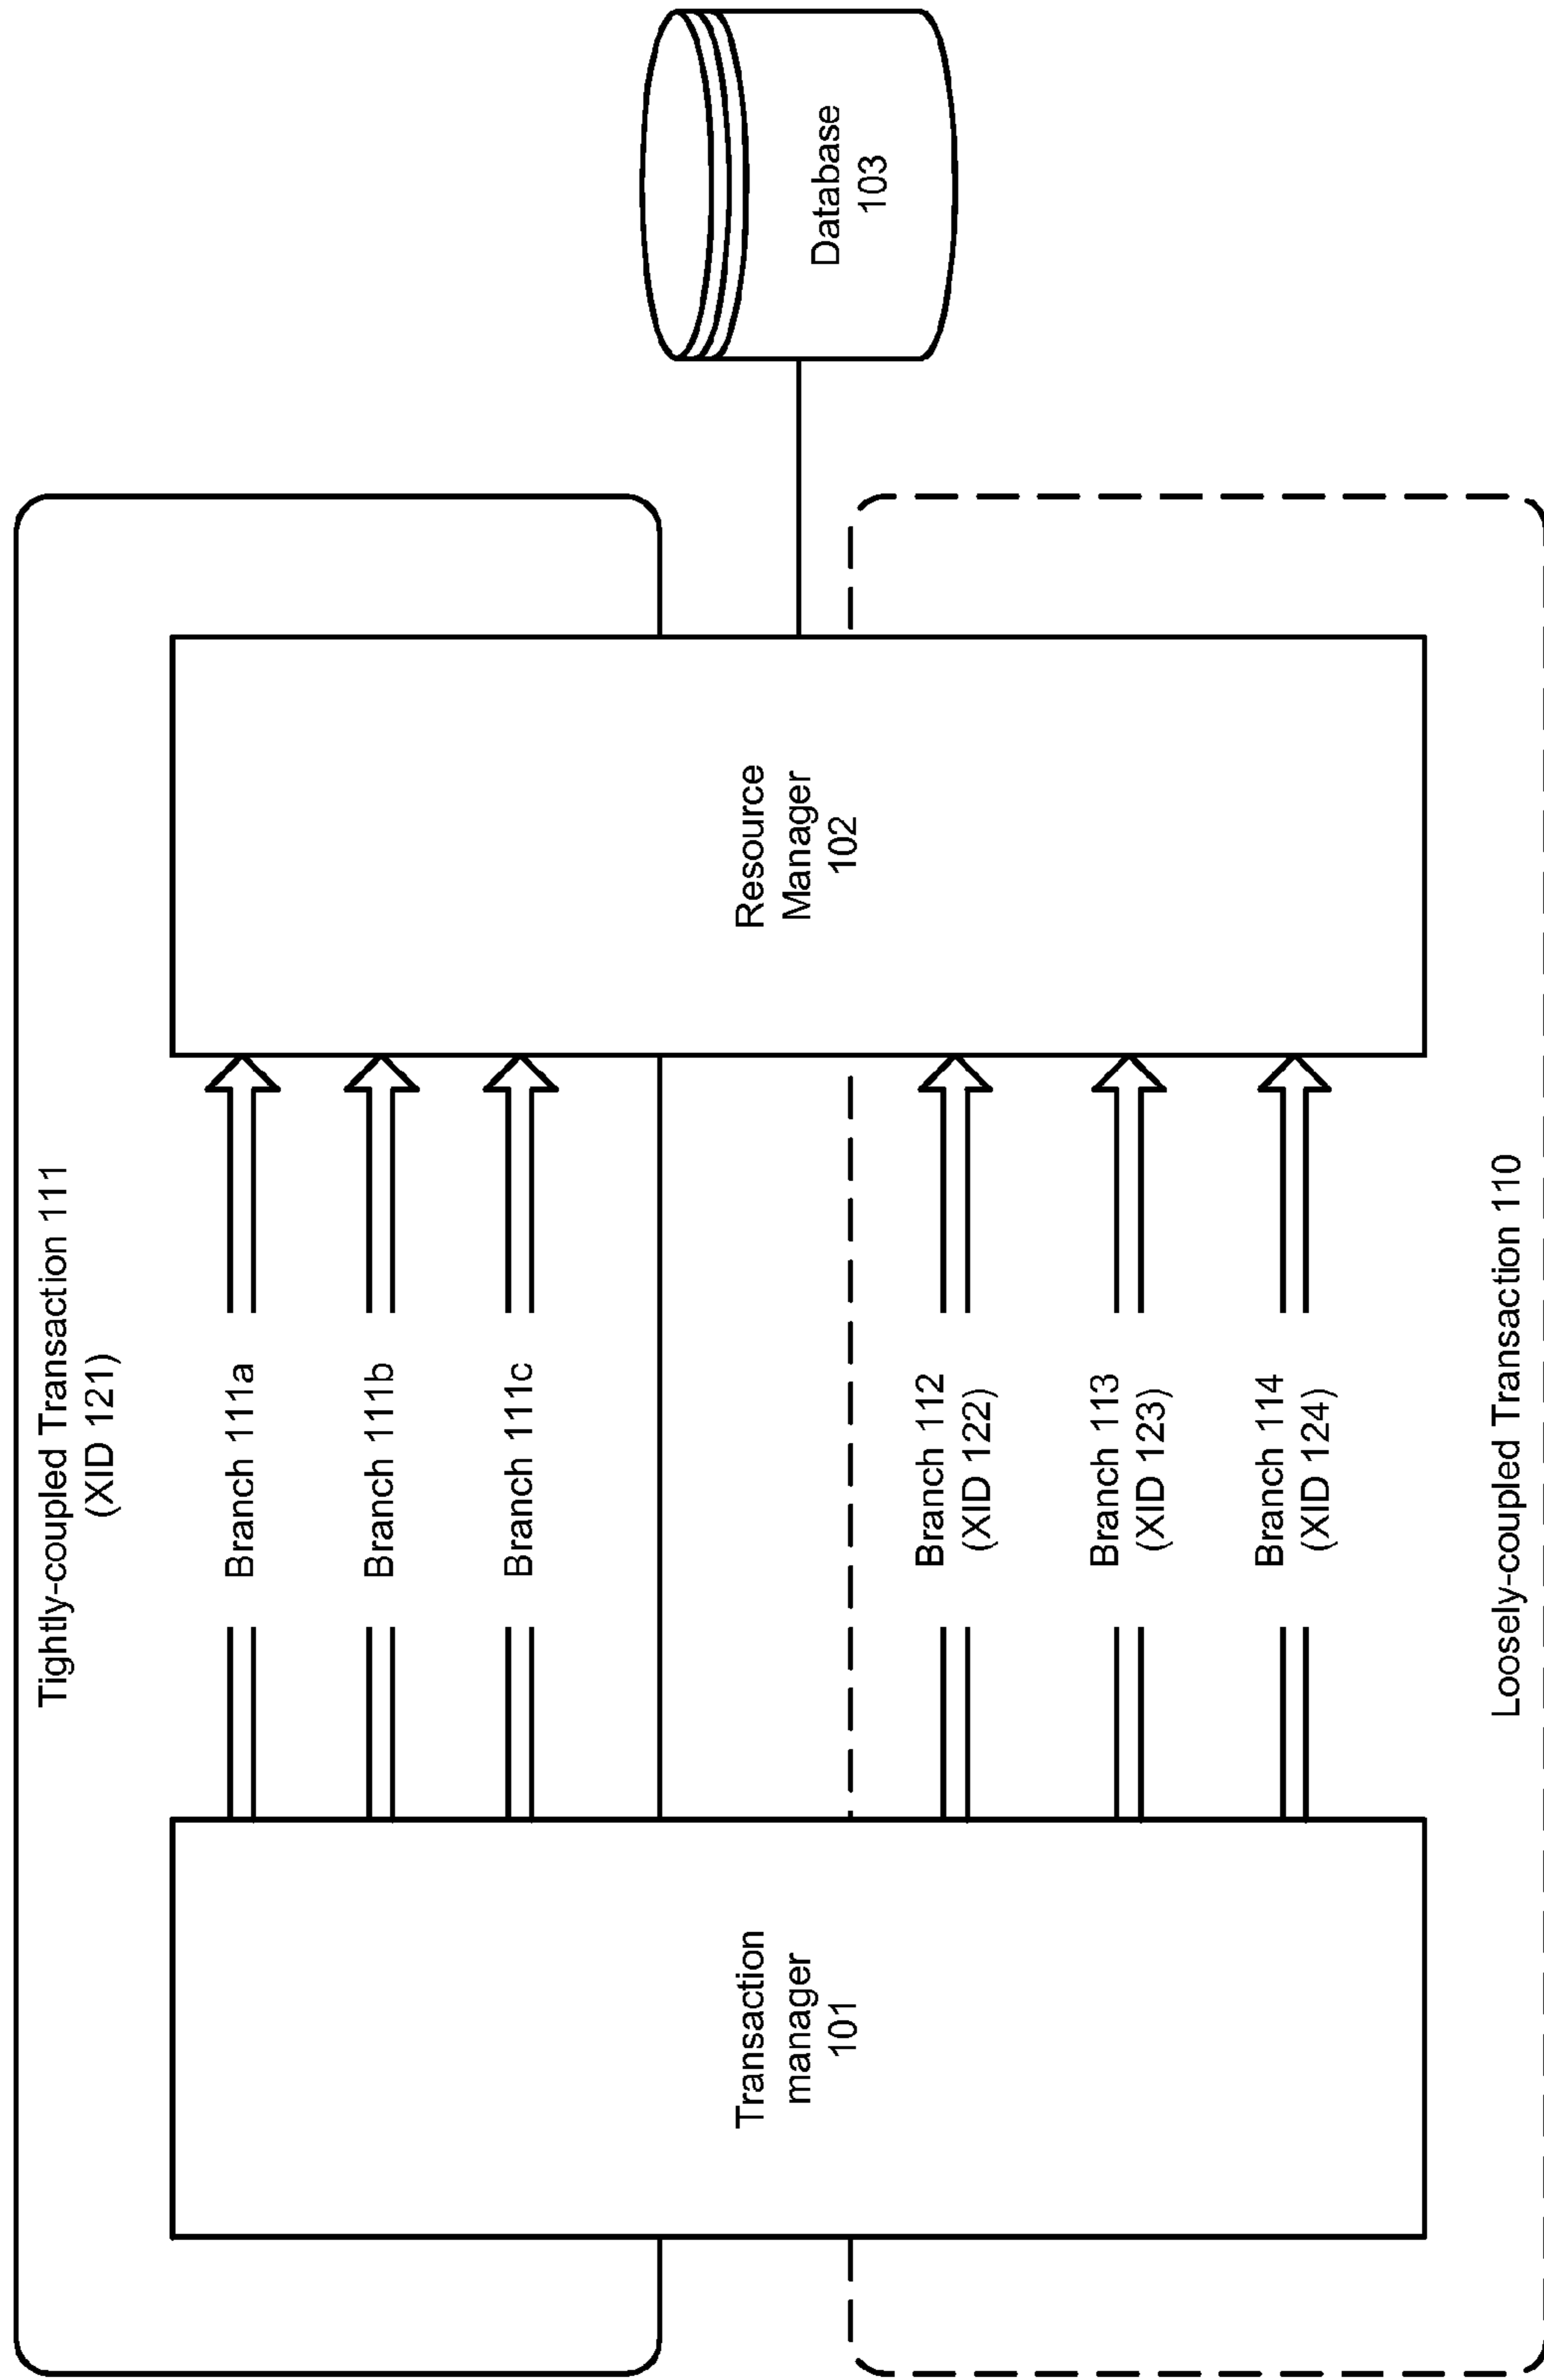 Tightly-coupled Transaction 111
(XID 121)
Branch 111a
Branch 111b
Branch 111c
Transaction
manager
101
Resource
Manager
102
Database
103
Branch 112
(XID 122)
Branch 113
(XID 123)
Branch 114
(XID 124)
Loosely-coupled Transaction 110